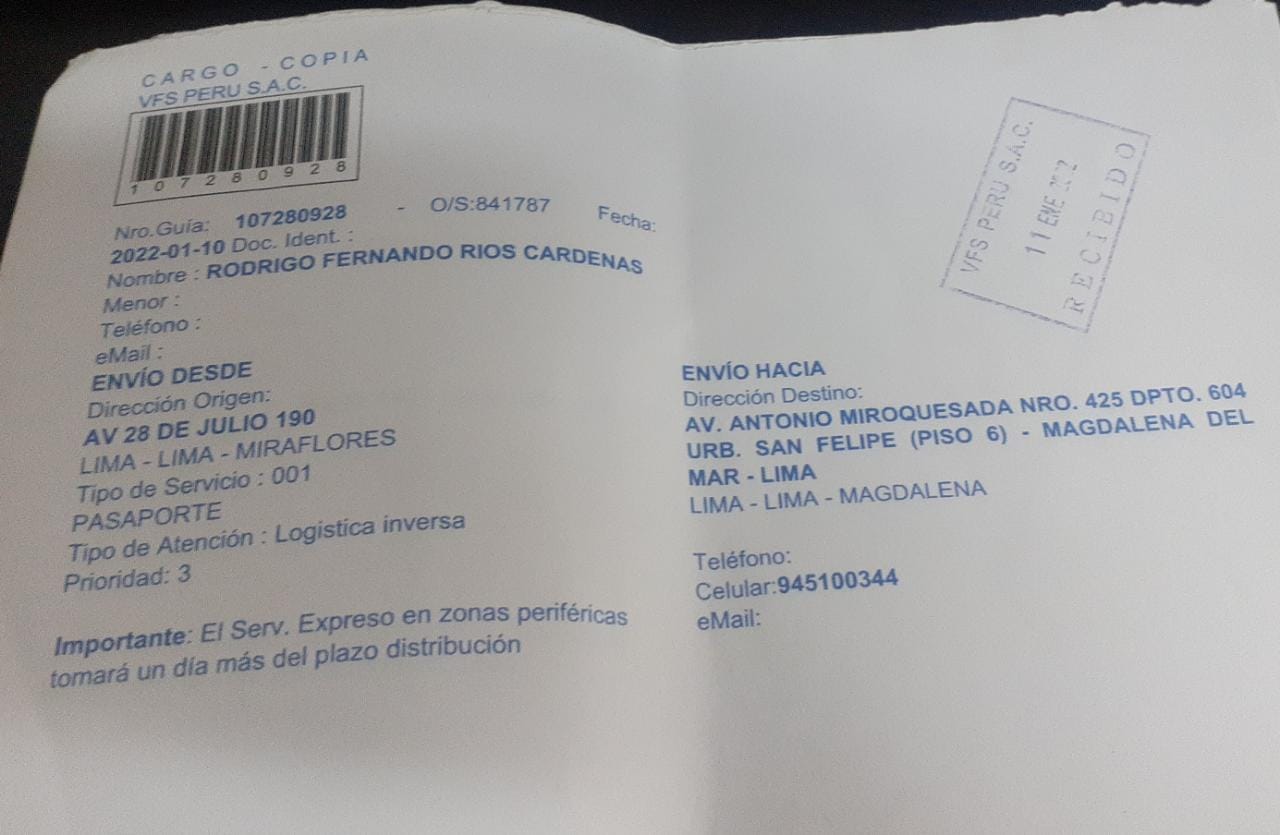 CARGO - COPIA
VFS PERU S.A.C.
107280928
Nro.Guía: 107280928 - O/S:841787 Fecha:
2022-01-10 Doc. Ident. :
Nombre : RODRIGO FERNANDO RIOS CARDENAS
Menor :
Teléfono :
eMail :
ENVÍO DESDE
Dirección Origen:
AV 28 DE JULIO 190
LIMA - LIMA - MIRAFLORES
Tipo de Servicio : 001
PASAPORTE
Tipo de Atención : Logistica inversa
Prioridad: 3
Importante: El Serv. Expreso en zonas periféricas
tomará un día más del plazo distribución
VFS PERU S.A.C.
11 ENE
RECIBIDO
ENVÍO HACIA
Dirección Destino:
AV. ANTONIO MIROQUESADA NRO. 425 DPTO. 604
URB. SAN FELIPE (PISO 6) - MAGDALENA DEL
MAR - LIMA
LIMA - LIMA - MAGDALENA
Teléfono:
Celular:945100344
eMail: